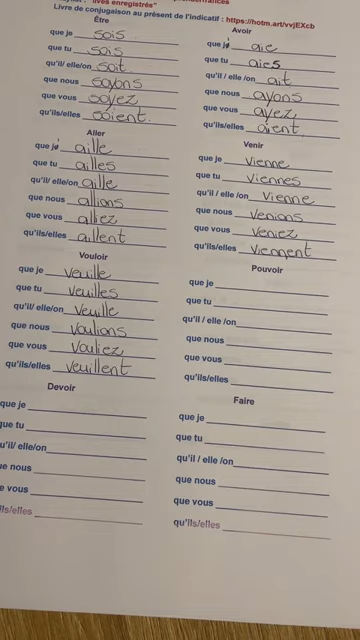 "lives enregistrés"
Livre de conjugaison au présent de l'indicatif : https://hotm.art/vvjEXcb
Être
que je sois
que tu sois
qu'il/ elle/on soit
que nous soyons
que vous soyez
qu'ils/elles soient.
Avoir
que j' aie
que tu aies
qu'il / elle /on ait
que nous ayons
que vous ayez
qu'ils/elles aient
Aller
que j' aille
que tu ailles
qu'il/ elle/on aille
que nous allions
que vous alliez
qu'ils/elles aillent
Venir
que je Vienne
que tu Viennes
qu'il / elle /on Vienne
que nous Venions
que vous Veniez
qu'ils/elles Viennent
Vouloir
que je Veuille
que tu Veuilles
qu'il/ elle/on Veuille
que nous Voulions
que vous Vouliez
qu'ils/elles Veuillent
Pouvoir
que je
que tu
qu'il / elle /on
que nous
que vous
qu'ils/elles
Devoir
que je
que tu
qu'il/ elle/on
que nous
que vous
qu'ils/elles
Faire
que je
que tu
qu'il / elle /on
que nous
que vous
qu'ils/elles